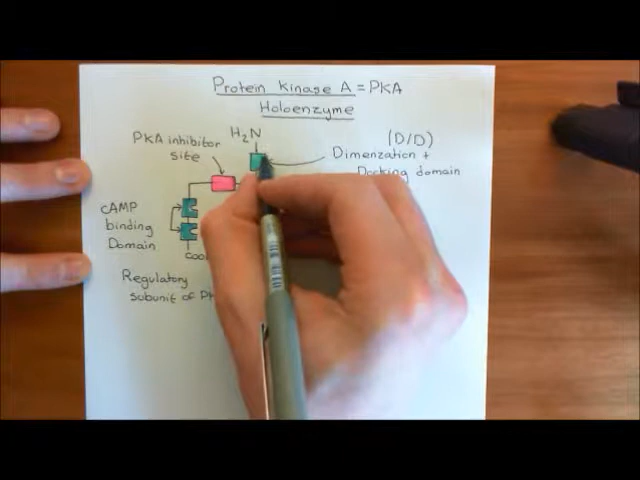 Protein Kinase A = PKA
Holoenzyme
H₂N
PKA inhibitor
site
(D/D)
Dimerization +
Docking domain
cAMP
binding
Domain
Regulatory
subunit of